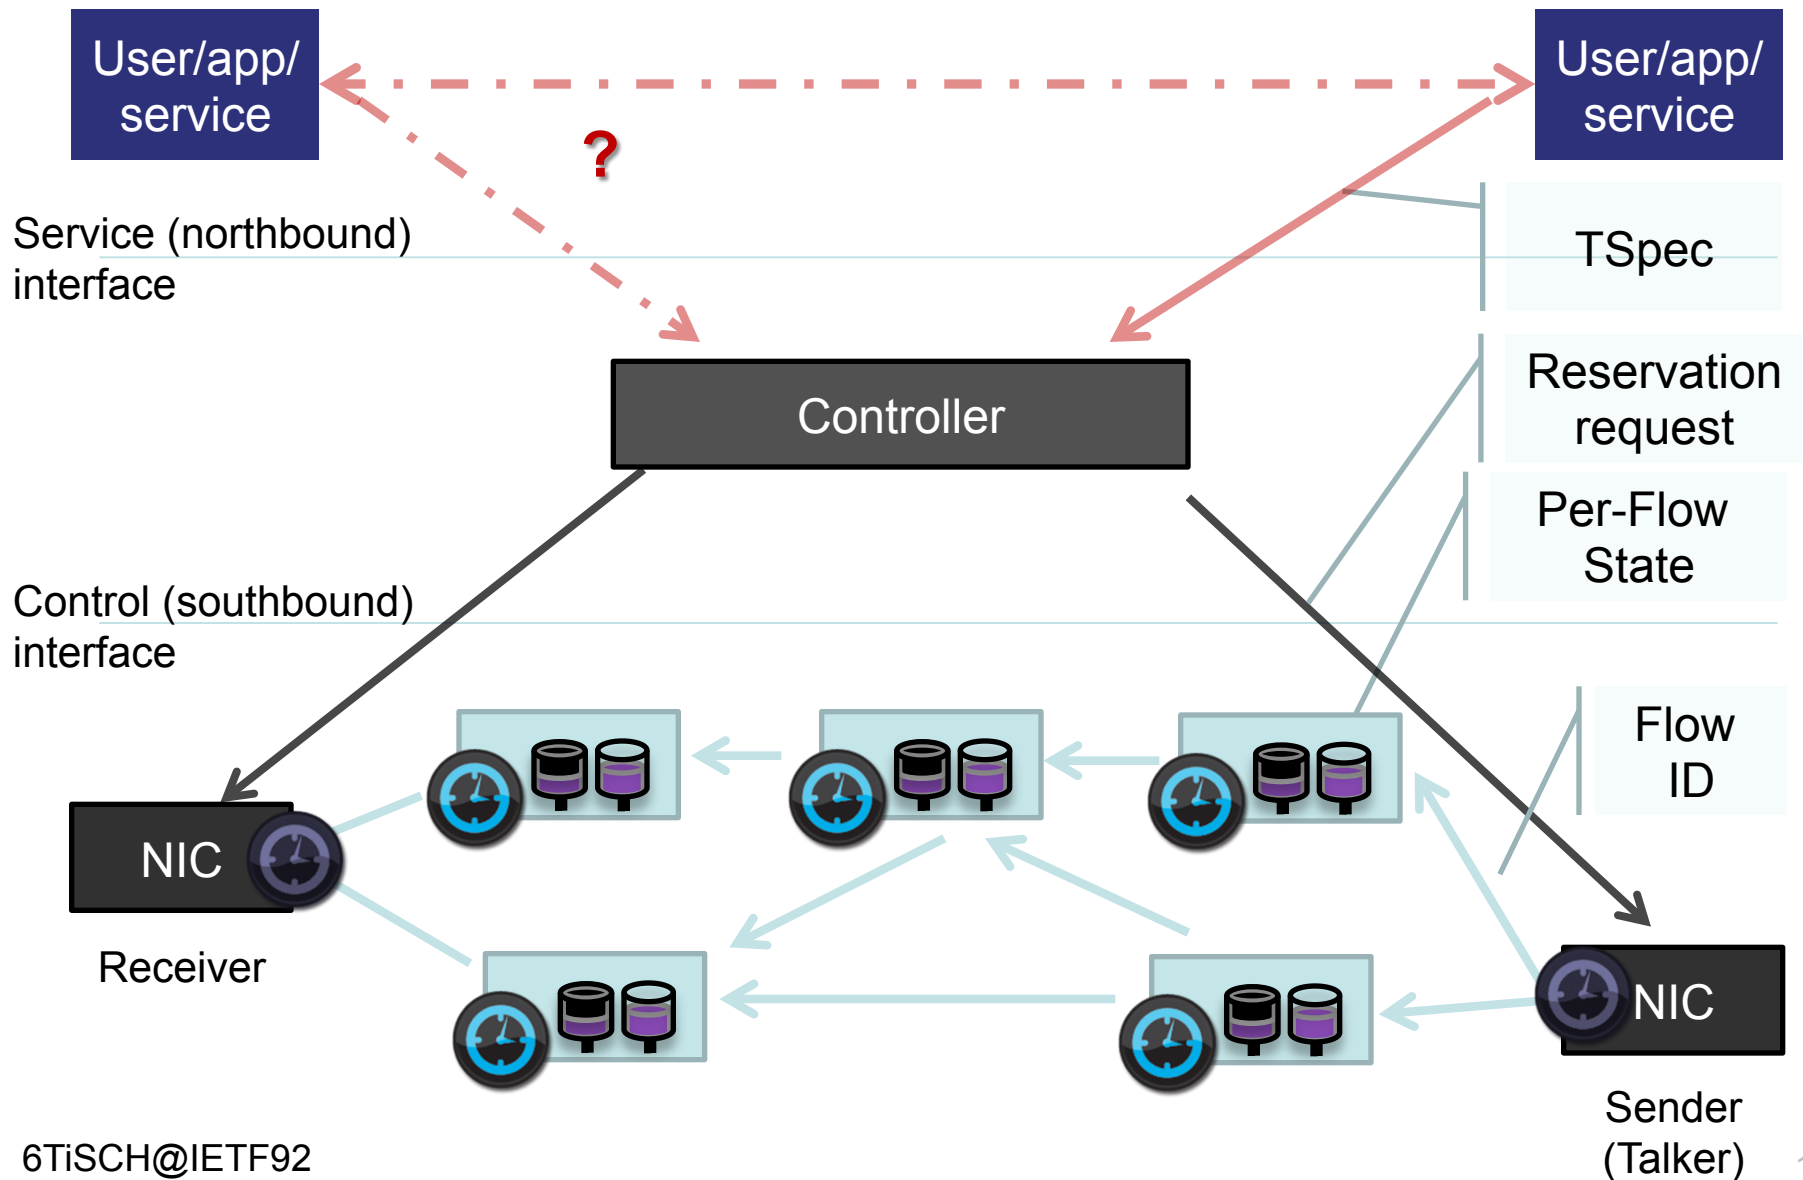 User/app/
service
User/app/
service
?
Service (northbound)
interface
TSpec
Controller
Reservation
request
Per-Flow
State
Control (southbound)
interface
Flow
ID
NIC
Receiver
NIC
Sender
(Talker)
6TiSCH@IETF92